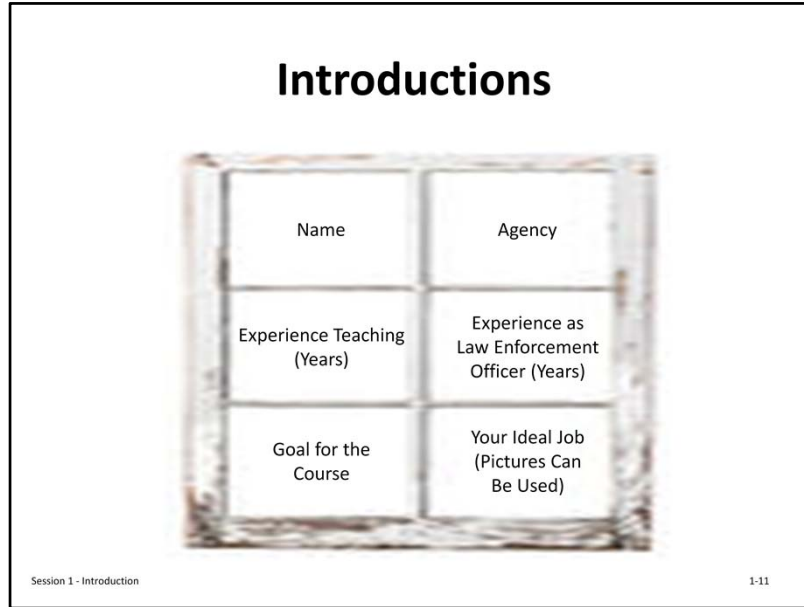 Introductions
Name
Agency
Experience Teaching
(Years)
Experience as
Law Enforcement
Officer (Years)
Goal for the
Course
Your Ideal Job
(Pictures Can
Be Used)
Session 1 - Introduction
1-11